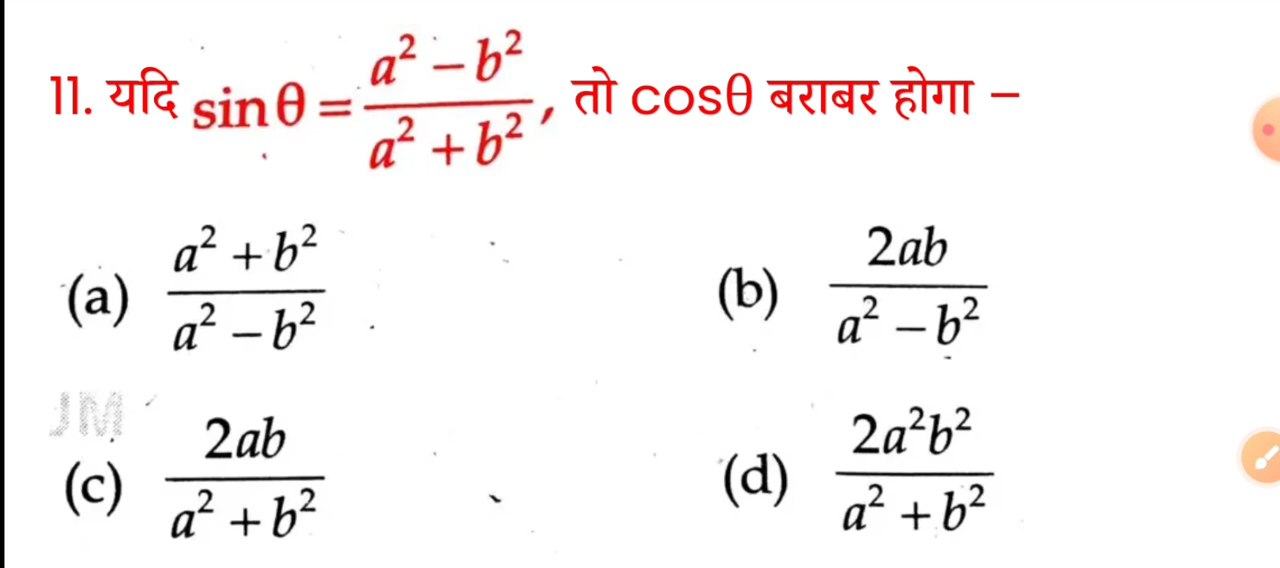 11. यदि sinθ = (a² – b²)/(a² + b²), तो cosθ बराबर होगा –
(a) (a² + b²)/(a² – b²)
(b) 2ab/(a² – b²)
JM
(c) 2ab/(a² + b²)
(d) 2a²b²/(a² + b²)